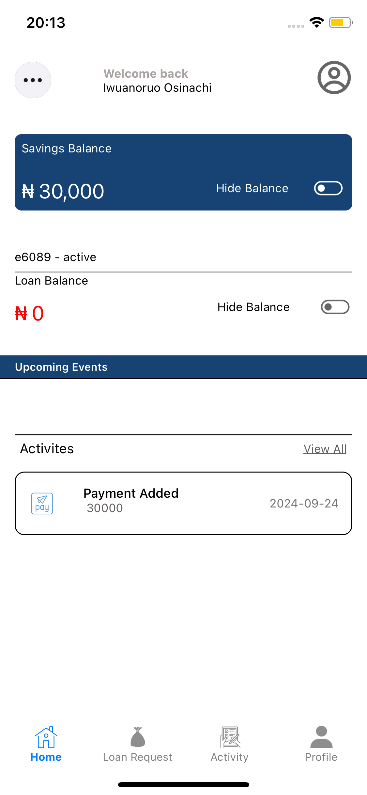 20:13
Welcome back
Iwuanoruo Osinachi
Savings Balance
₦ 30,000
Hide Balance
e6089 - active
Loan Balance
₦ 0
Hide Balance
Upcoming Events
Activites
View All
Payment Added
pay
30000
2024-09-24
Home
Loan Request
Activity
Profile